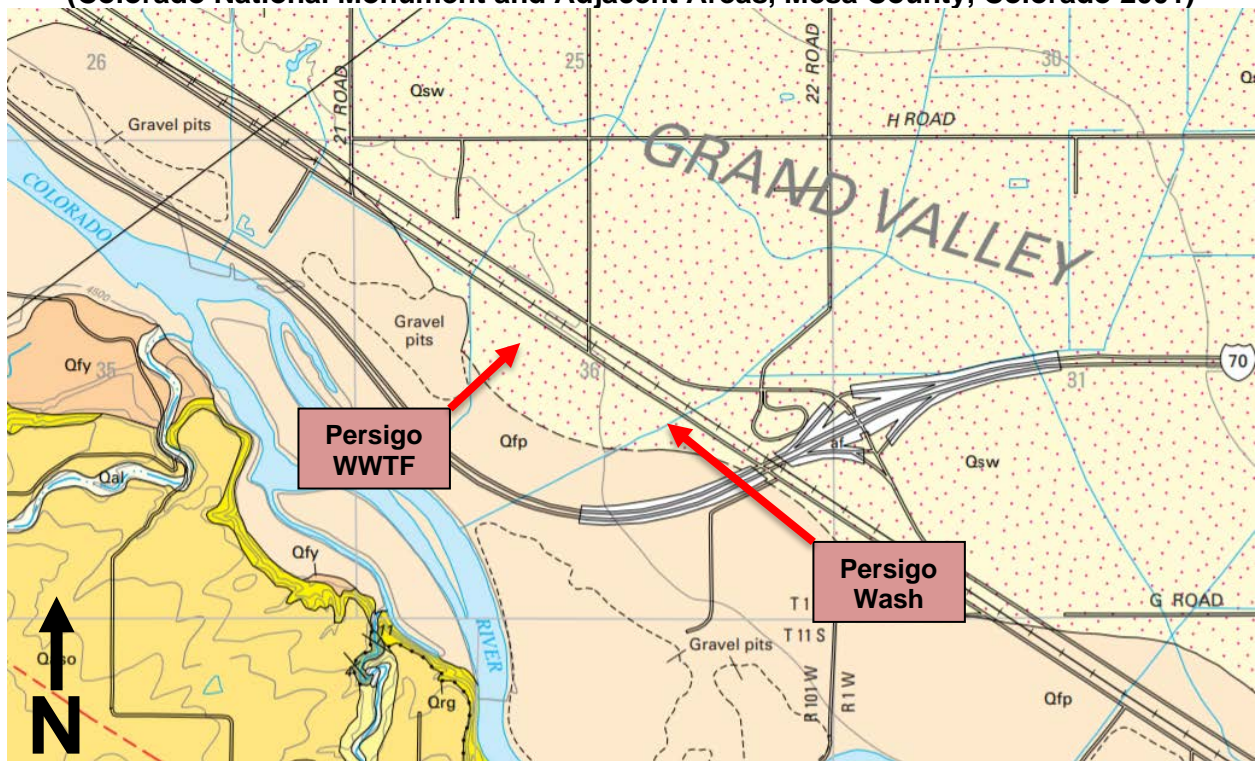 (Colorado National Monument and Adjacent Areas, Mesa County, Colorado 2001)
26
25
30
Qsw
21 ROAD
22 ROAD
H ROAD
Gravel pits
GRAND VALLEY
COLORADO
4500
Gravel
pits
Qfy
35
36
31
70
Persigo
WWTF
Qfp
af
Qsw
Qal
Persigo
Wash
Qfy
G ROAD
T 1
T 11 S
RIVER
Gravel pits
R 101 W
R 1 W
Qrg
Qfp
N